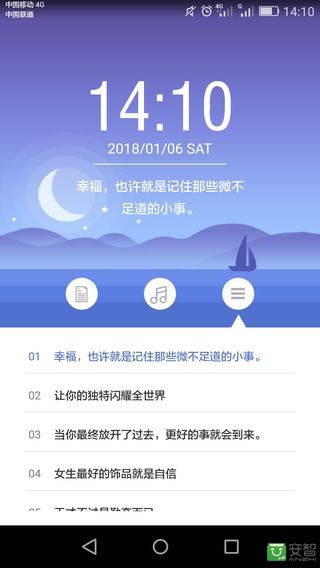 中国移动 4G
中国联通
4G
G
14:10
14:10
2018/01/06 SAT
幸福，也许就是记住那些微不
足道的小事。
01 幸福，也许就是记住那些微不足道的小事。
02 让你的独特闪耀全世界
03 当你最终放开了过去，更好的事就会到来。
04 女生最好的饰品就是自信
05
安智
ANZHI